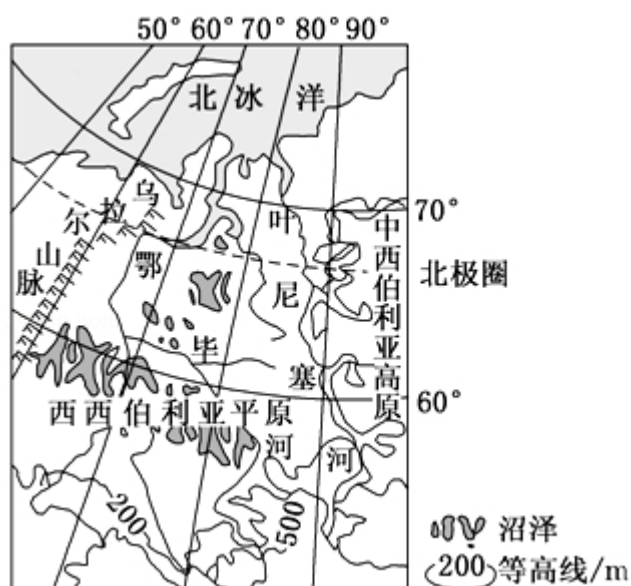 50° 60° 70° 80° 90°
北冰洋
乌拉尔山脉
鄂毕河
叶尼塞河
中西伯利亚高原
70°
北极圈
60°
西西伯利亚平原
200
500
沼泽
200 等高线/m